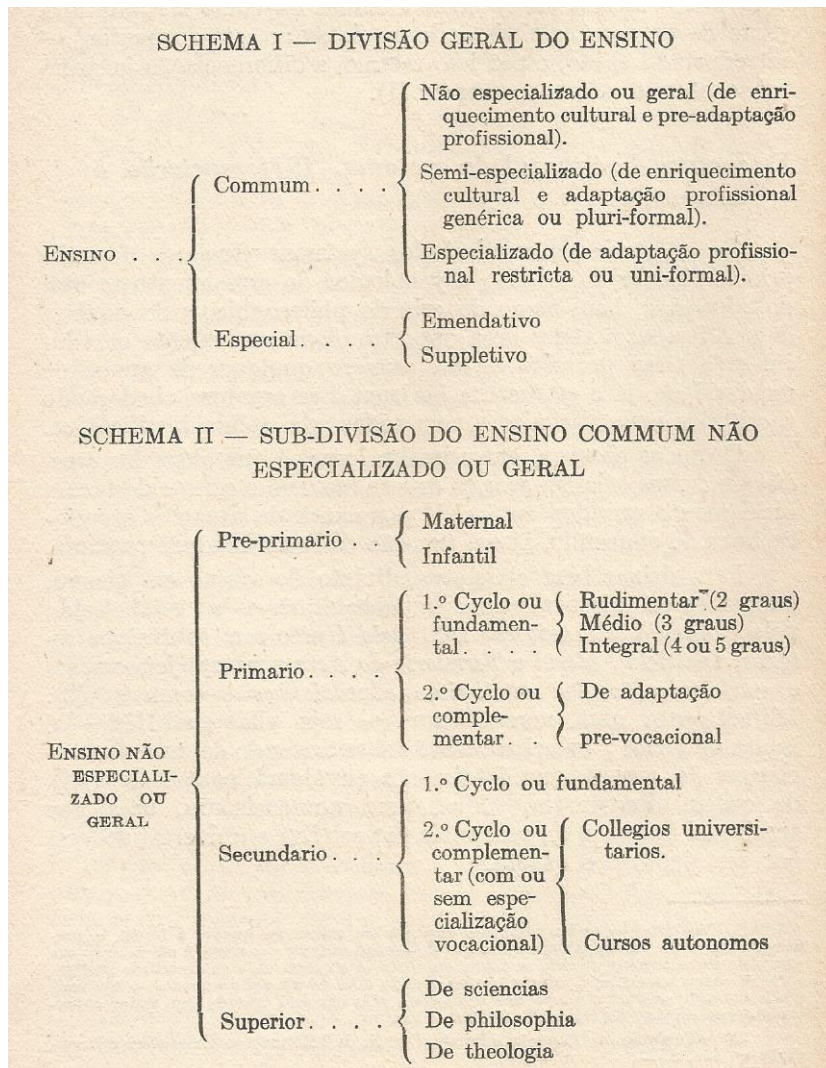 SCHEMA I — DIVISÃO GERAL DO ENSINO
Não especializado ou geral (de enri-
quecimento cultural e pre-adaptação
profissional).
Commum. . . .
Semi-especializado (de enriquecimento
cultural e adaptação profissional
genérica ou pluri-formal).
ENSINO . . .
Especializado (de adaptação profissio-
nal restricta ou uni-formal).
Especial. . . .
Emendativo
Suppletivo
SCHEMA II — SUB-DIVISÃO DO ENSINO COMMUM NÃO
ESPECIALIZADO OU GERAL
Pre-primario . .
Maternal
Infantil
Primario. . . .
1.º Cyclo ou
fundamen-
tal. . . . .
Rudimentar (2 graus)
Médio (3 graus)
Integral (4 ou 5 graus)
2.º Cyclo ou
comple-
mentar. . .
De adaptação
pre-vocacional
ENSINO NÃO
ESPECIALI-
ZADO OU
GERAL
Secundario . . .
1.º Cyclo ou fundamental
2.º Cyclo ou
complemen-
tar (com ou
sem espe-
cialização
vocacional)
Collegios universi-
tarios.
Cursos autonomos
Superior. . . .
De sciencias
De philosophia
De theologia